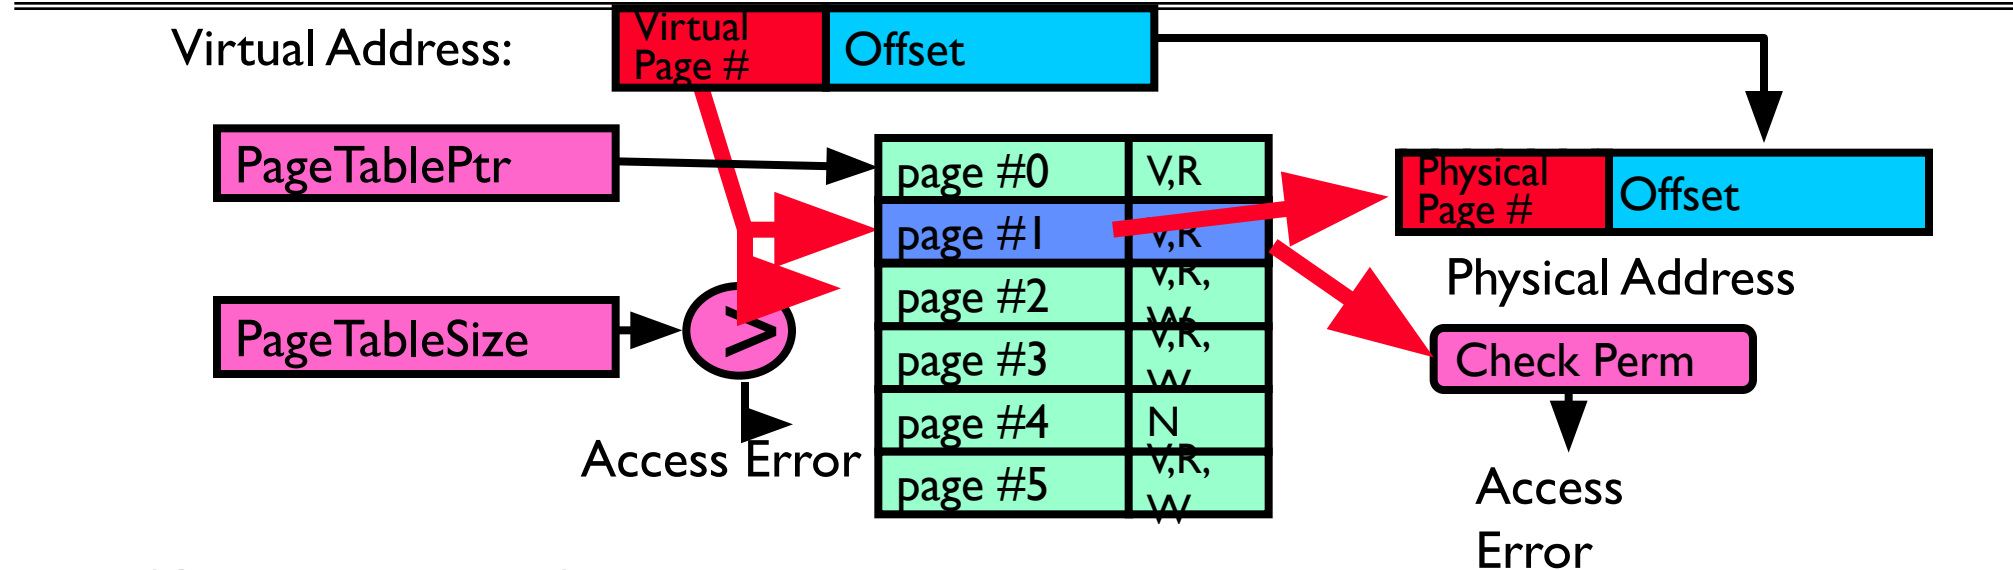 Virtual Address:
Virtual
Page #
Offset
PageTablePtr
page #0
V,R
Physical
Page #
Offset
page #1
V,R
Physical Address
page #2
V,R,
W
PageTableSize
>
page #3
V,R,
W
Check Perm
page #4
N
Access Error
page #5
V,R,
W
Access
Error